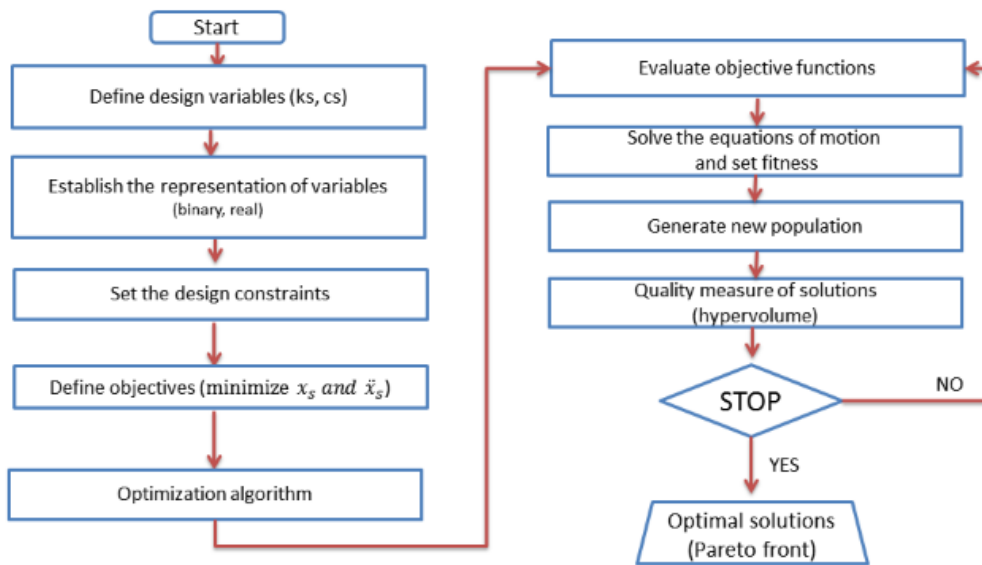 Start
Define design variables (ks, cs)
Establish the representation of variables
(binary, real)
Set the design constraints
Define objectives (minimize xₛ and ẍₛ)
Optimization algorithm
Evaluate objective functions
Solve the equations of motion
and set fitness
Generate new population
Quality measure of solutions
(hypervolume)
STOP
NO
YES
Optimal solutions
(Pareto front)